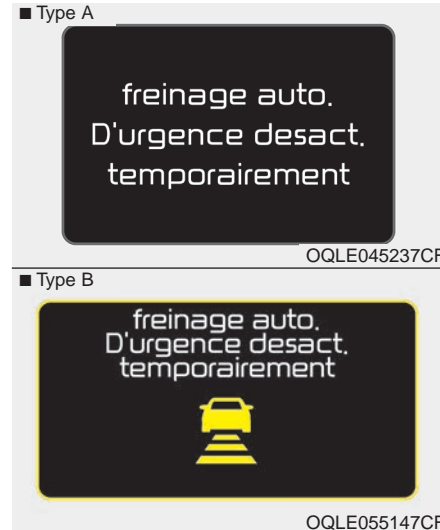 ■ Type A
freinage auto.
D'urgence desact.
temporairement
OQLE045237CF
■ Type B
freinage auto.
D'urgence desact.
temporairement
OQLE055147CF